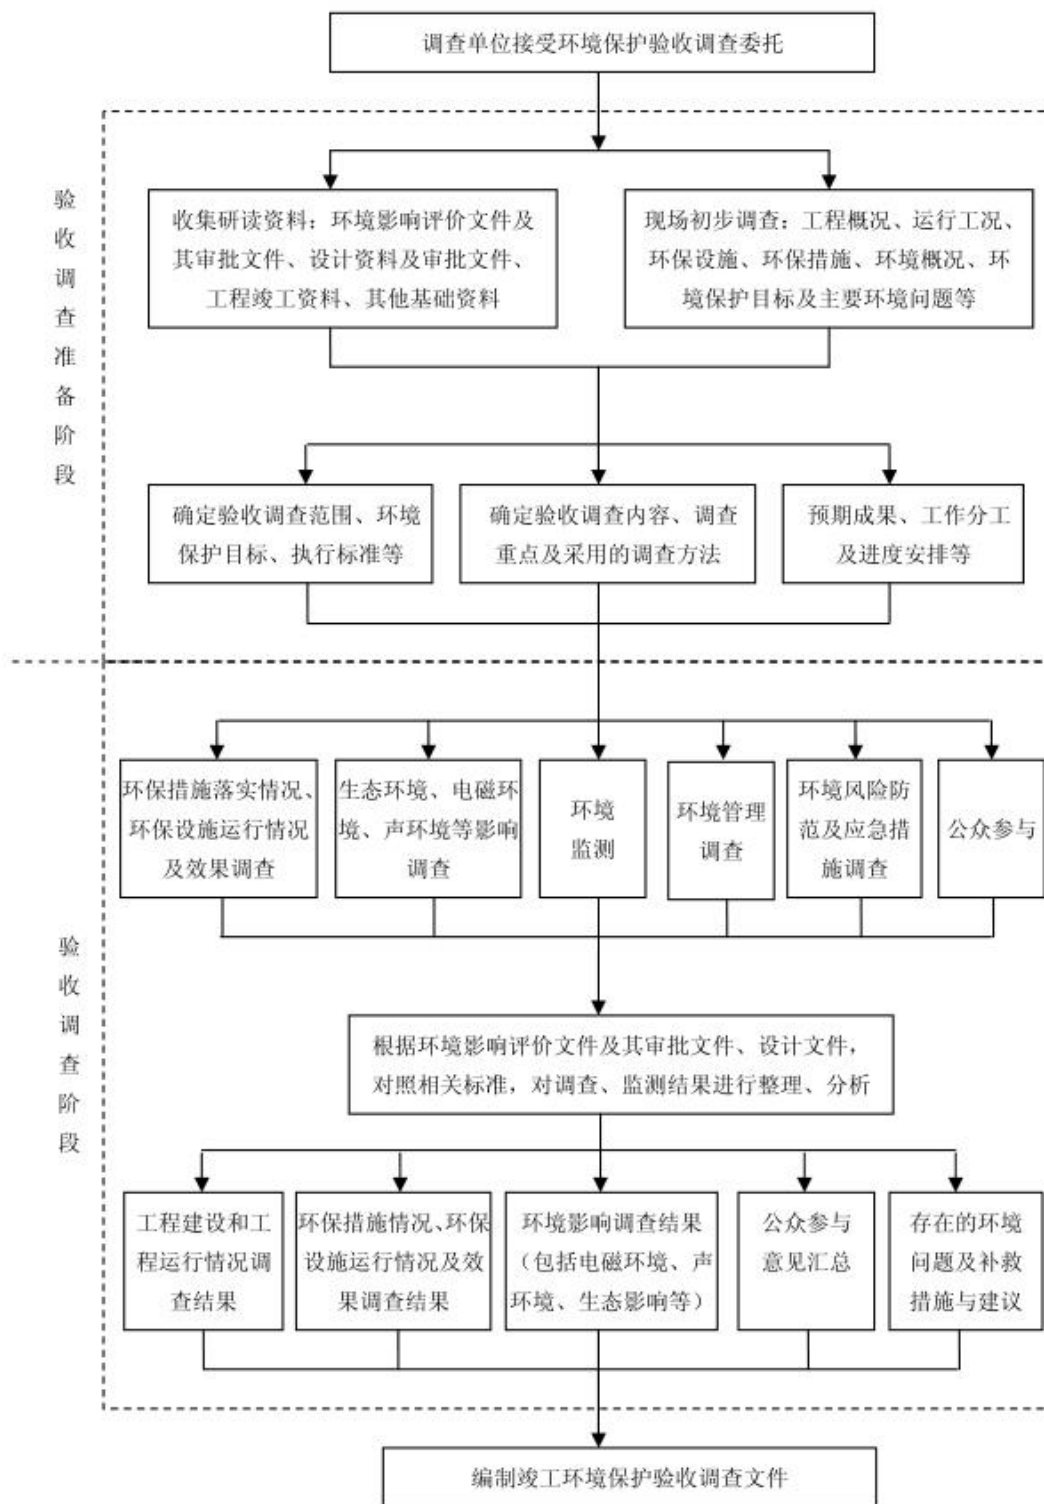 调查单位接受环境保护验收调查委托
验收调查准备阶段
收集研读资料：环境影响评价文件及
其审批文件、设计资料及审批文件、
工程竣工资料、其他基础资料
现场初步调查：工程概况、运行工况、
环保设施、环保措施、环境概况、环
境保护目标及主要环境问题等
确定验收调查范围、环境
保护目标、执行标准等
确定验收调查内容、调查
重点及采用的调查方法
预期成果、工作分工
及进度安排等
验收调查阶段
环保措施落实情况、
环保设施运行情况
及效果调查
生态环境、电磁环
境、声环境等影响
调查
环境
监测
环境管理
调查
环境风险防
范及应急措
施调查
公众参与
根据环境影响评价文件及其审批文件、设计文件，
对照相关标准，对调查、监测结果进行整理、分析
工程建设和工
程运行情况调
查结果
环保措施情况、环保
设施运行情况及效
果调查结果
环境影响调查结果
（包括电磁环境、声
环境、生态影响等）
公众参与
意见汇总
存在的环境
问题及补救
措施与建议
编制竣工环境保护验收调查文件